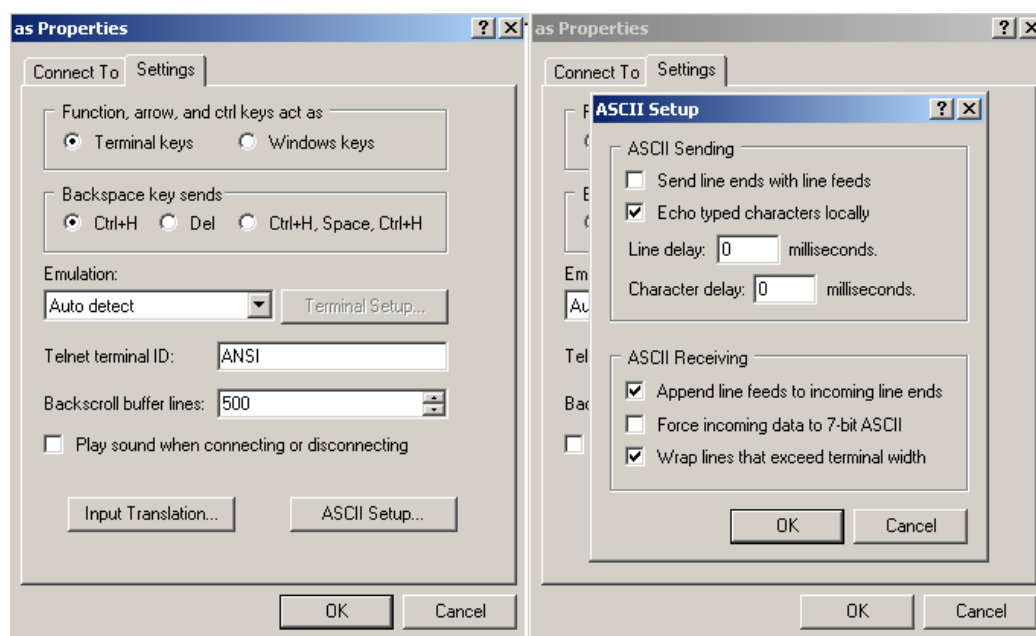 as Properties
Connect To
Settings
Function, arrow, and ctrl keys act as
Terminal keys
Windows keys
Backspace key sends
Ctrl+H
Del
Ctrl+H, Space, Ctrl+H
Emulation:
Auto detect
Terminal Setup...
Telnet terminal ID:
ANSI
Backscroll buffer lines:
500
Play sound when connecting or disconnecting
Input Translation...
ASCII Setup...
OK
Cancel
as Properties
Connect To
Settings
Em
Au
Tel
Bac
ASCII Setup
ASCII Sending
Send line ends with line feeds
Echo typed characters locally
Line delay: 0 milliseconds.
Character delay: 0 milliseconds.
ASCII Receiving
Append line feeds to incoming line ends
Force incoming data to 7-bit ASCII
Wrap lines that exceed terminal width
OK
Cancel
OK
Cancel